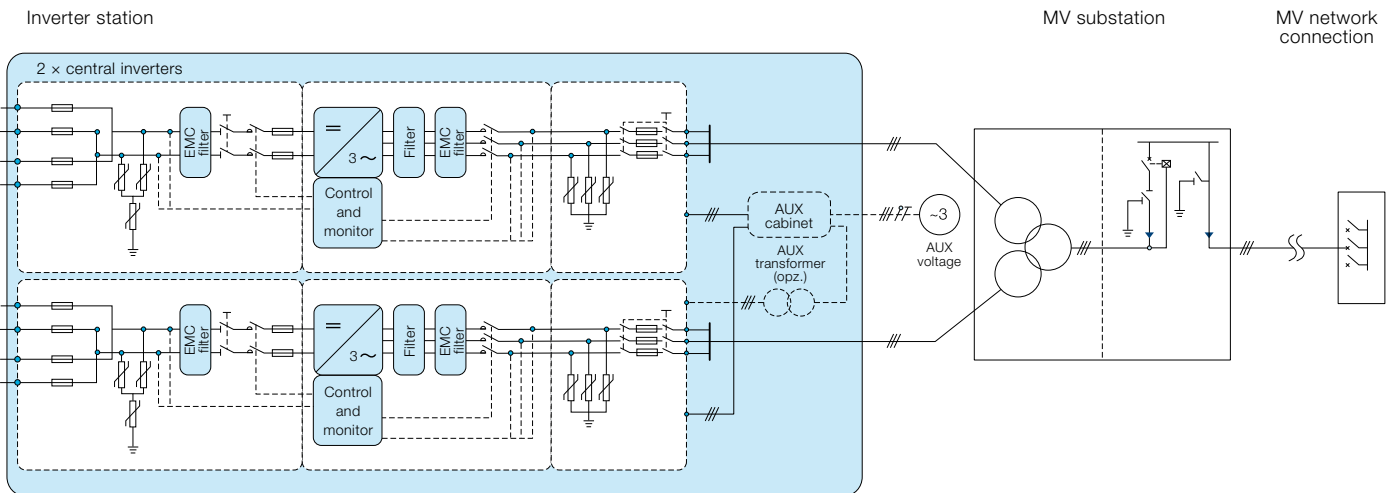 Inverter station
MV substation
MV network
connection
2 × central inverters
EMC
filter
=
3 ~
Filter
EMC
filter
Control
and
monitor
AUX
cabinet
~3
AUX
voltage
AUX
transformer
(opz.)
EMC
filter
=
3 ~
Filter
EMC
filter
Control
and
monitor